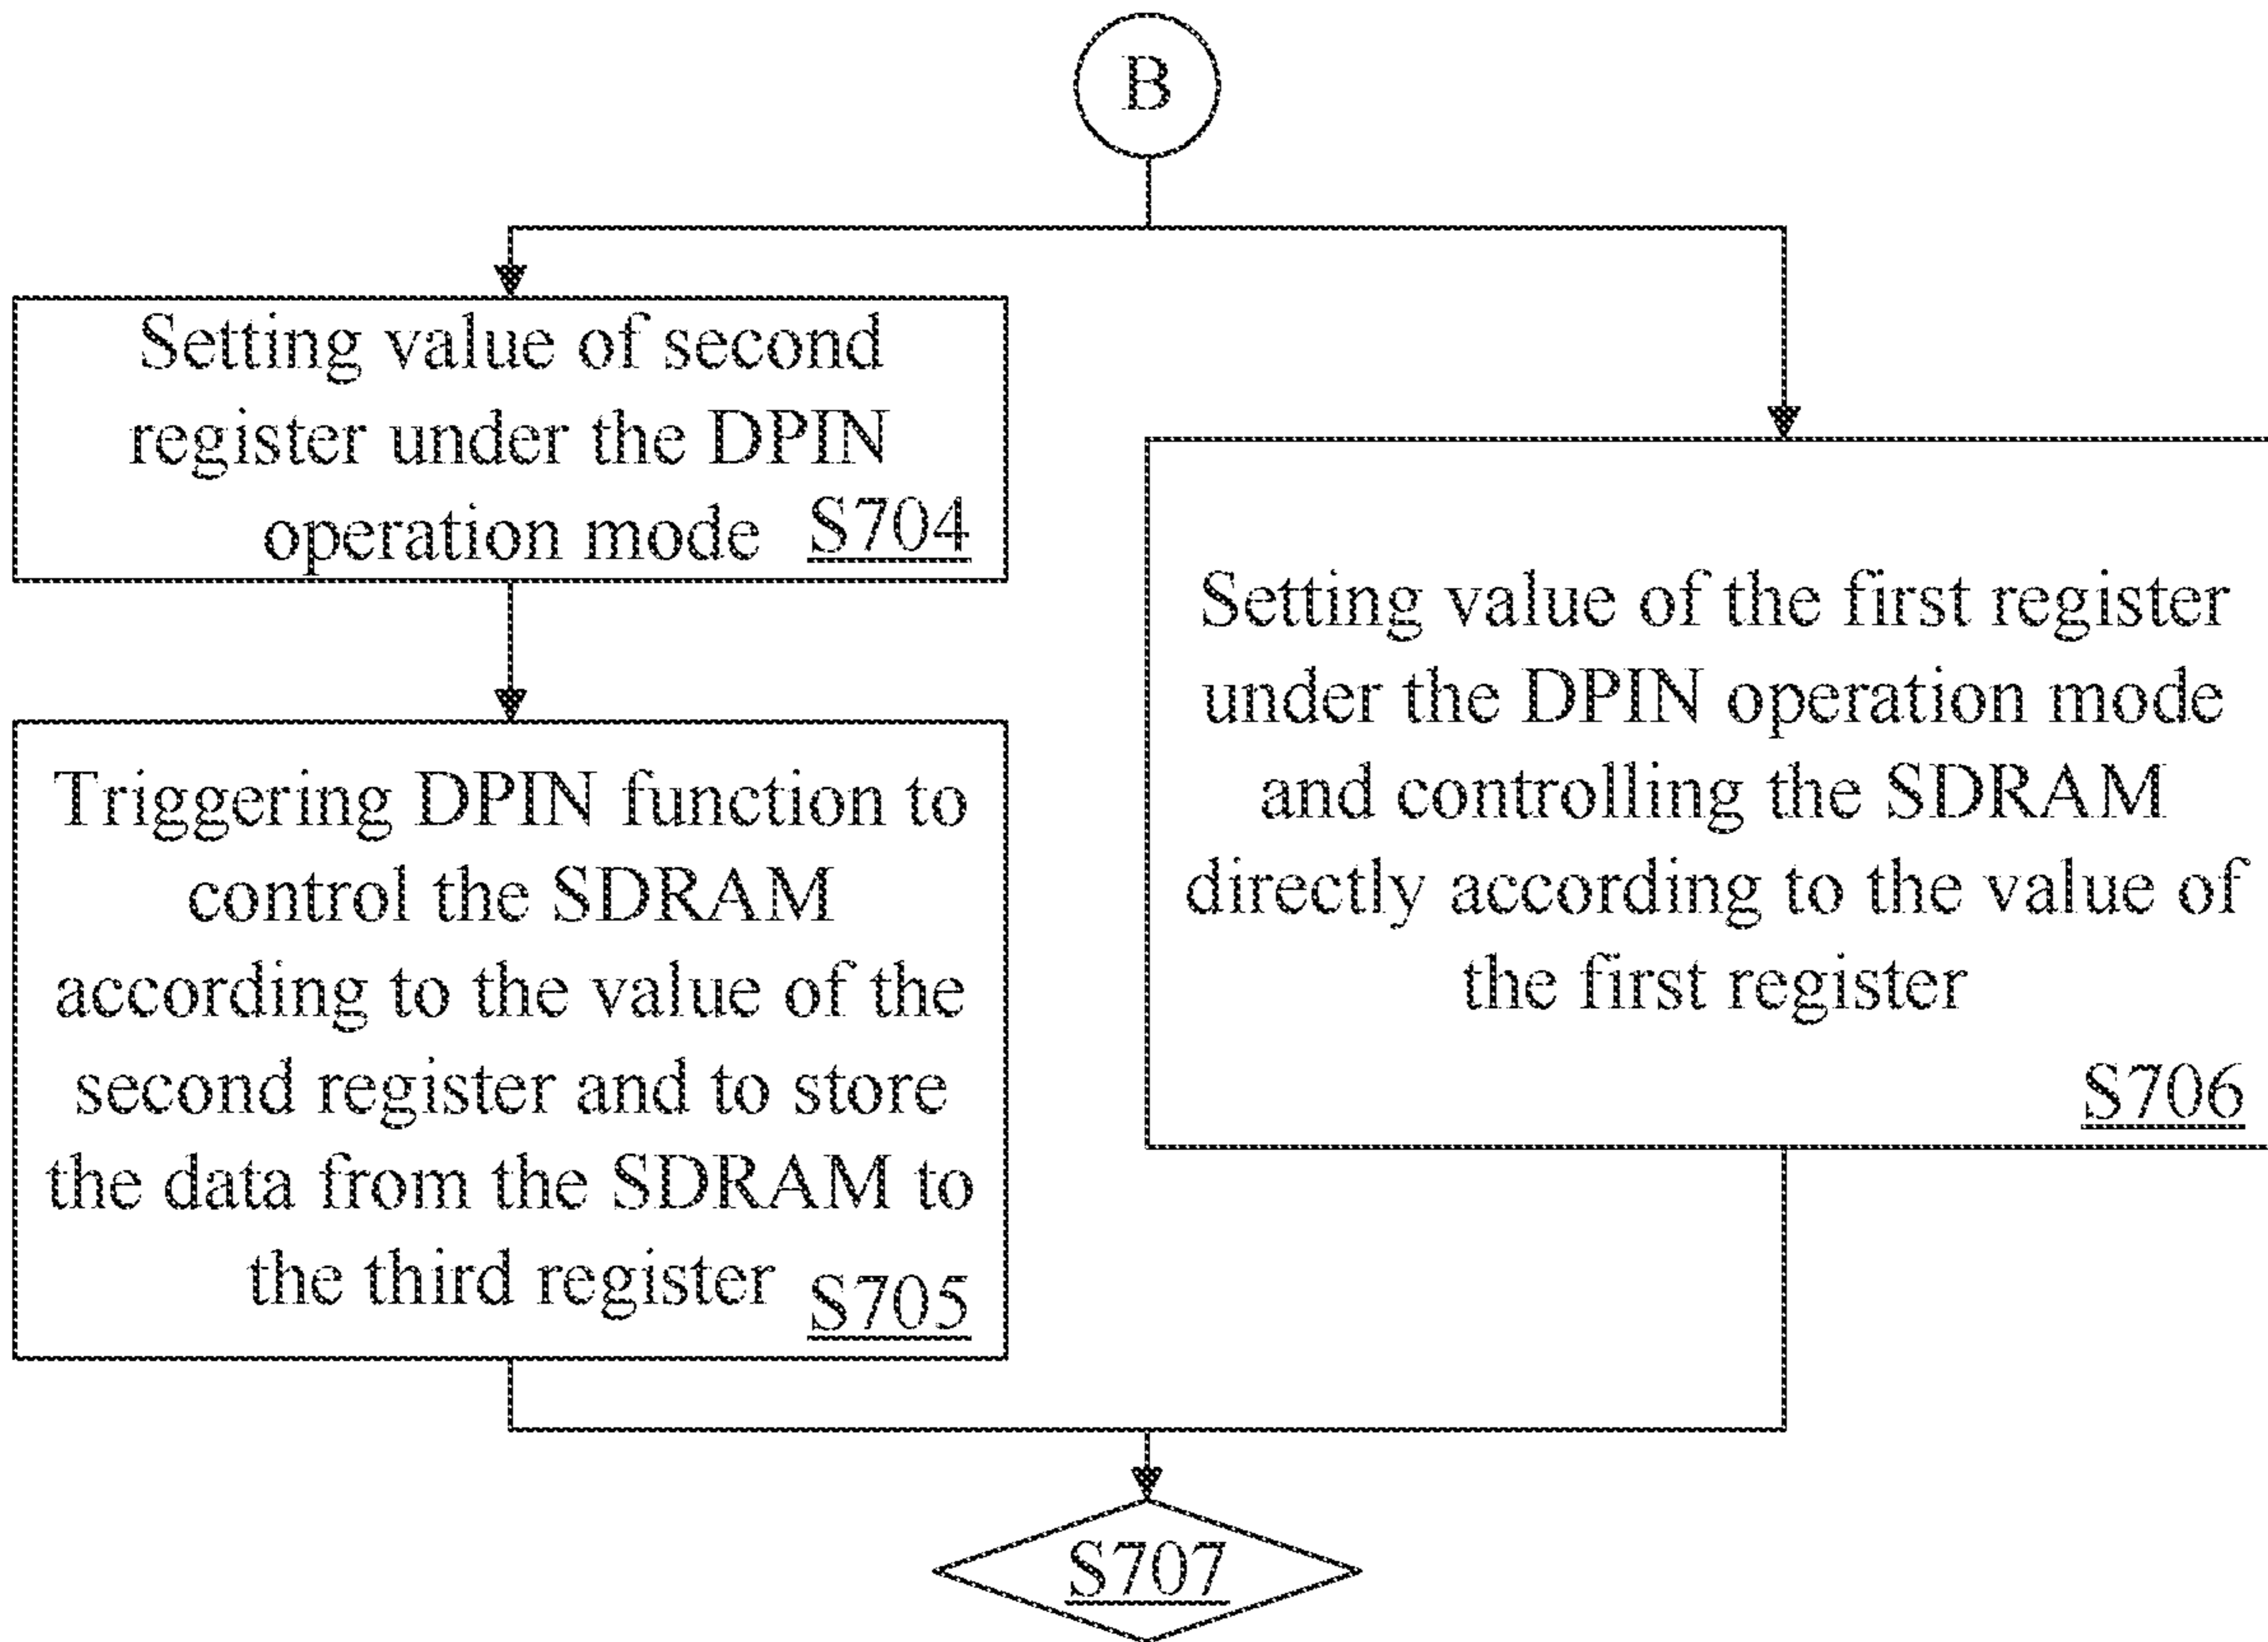 B
Setting value of second
register under the DPIN
operation mode S704
Triggering DPIN function to
control the SDRAM
according to the value of the
second register and to store
the data from the SDRAM to
the third register S705
Setting value of the first register
under the DPIN operation mode
and controlling the SDRAM
directly according to the value of
the first register
S706
S707